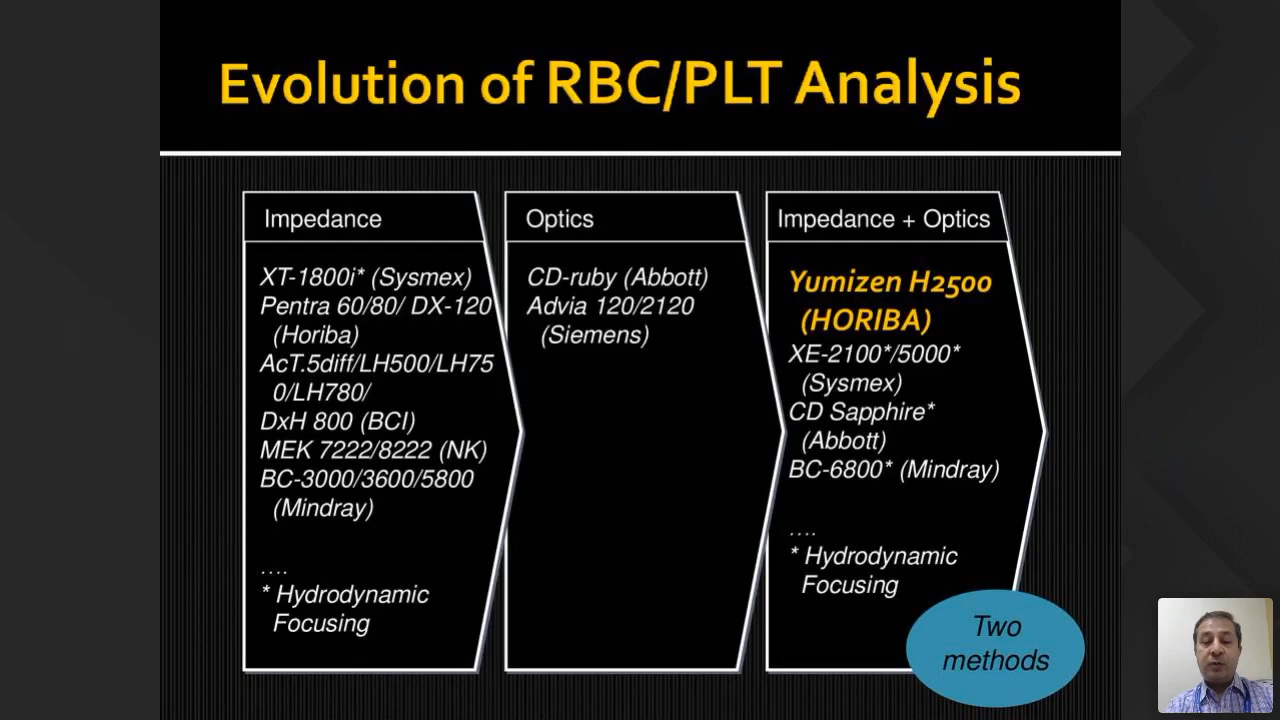 Evolution of RBC/PLT Analysis
Impedance
XT-1800i* (Sysmex)
Pentra 60/80/ DX-120
(Horiba)
AcT.5diff/LH500/LH75
0/LH780/
DxH 800 (BCI)
MEK 7222/8222 (NK)
BC-3000/3600/5800
(Mindray)
....
* Hydrodynamic
Focusing
Optics
CD-ruby (Abbott)
Advia 120/2120
(Siemens)
Impedance + Optics
Yumizen H2500
(HORIBA)
XE-2100*/5000*
(Sysmex)
CD Sapphire*
(Abbott)
BC-6800* (Mindray)
....
* Hydrodynamic
Focusing
Two
methods